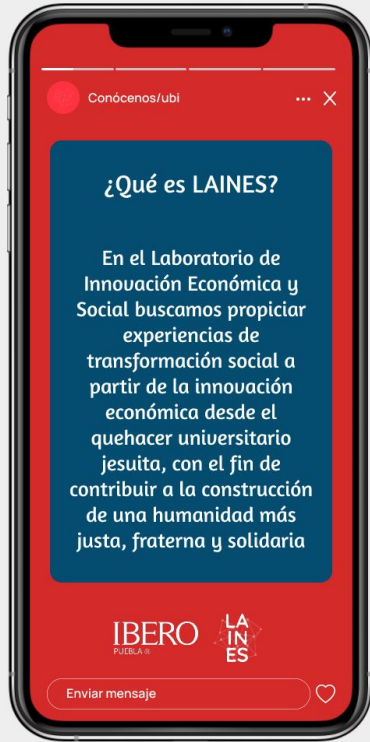 Conócenos/ubi
¿Qué es LAINES?
En el Laboratorio de
Innovación Económica y
Social buscamos propiciar
experiencias de
transformación social a
partir de la innovación
económica desde el
quehacer universitario
jesuita, con el fin de
contribuir a la construcción
de una humanidad más
justa, fraterna y solidaria
IBERO
PUEBLA
LA
IN
ES
Enviar mensaje